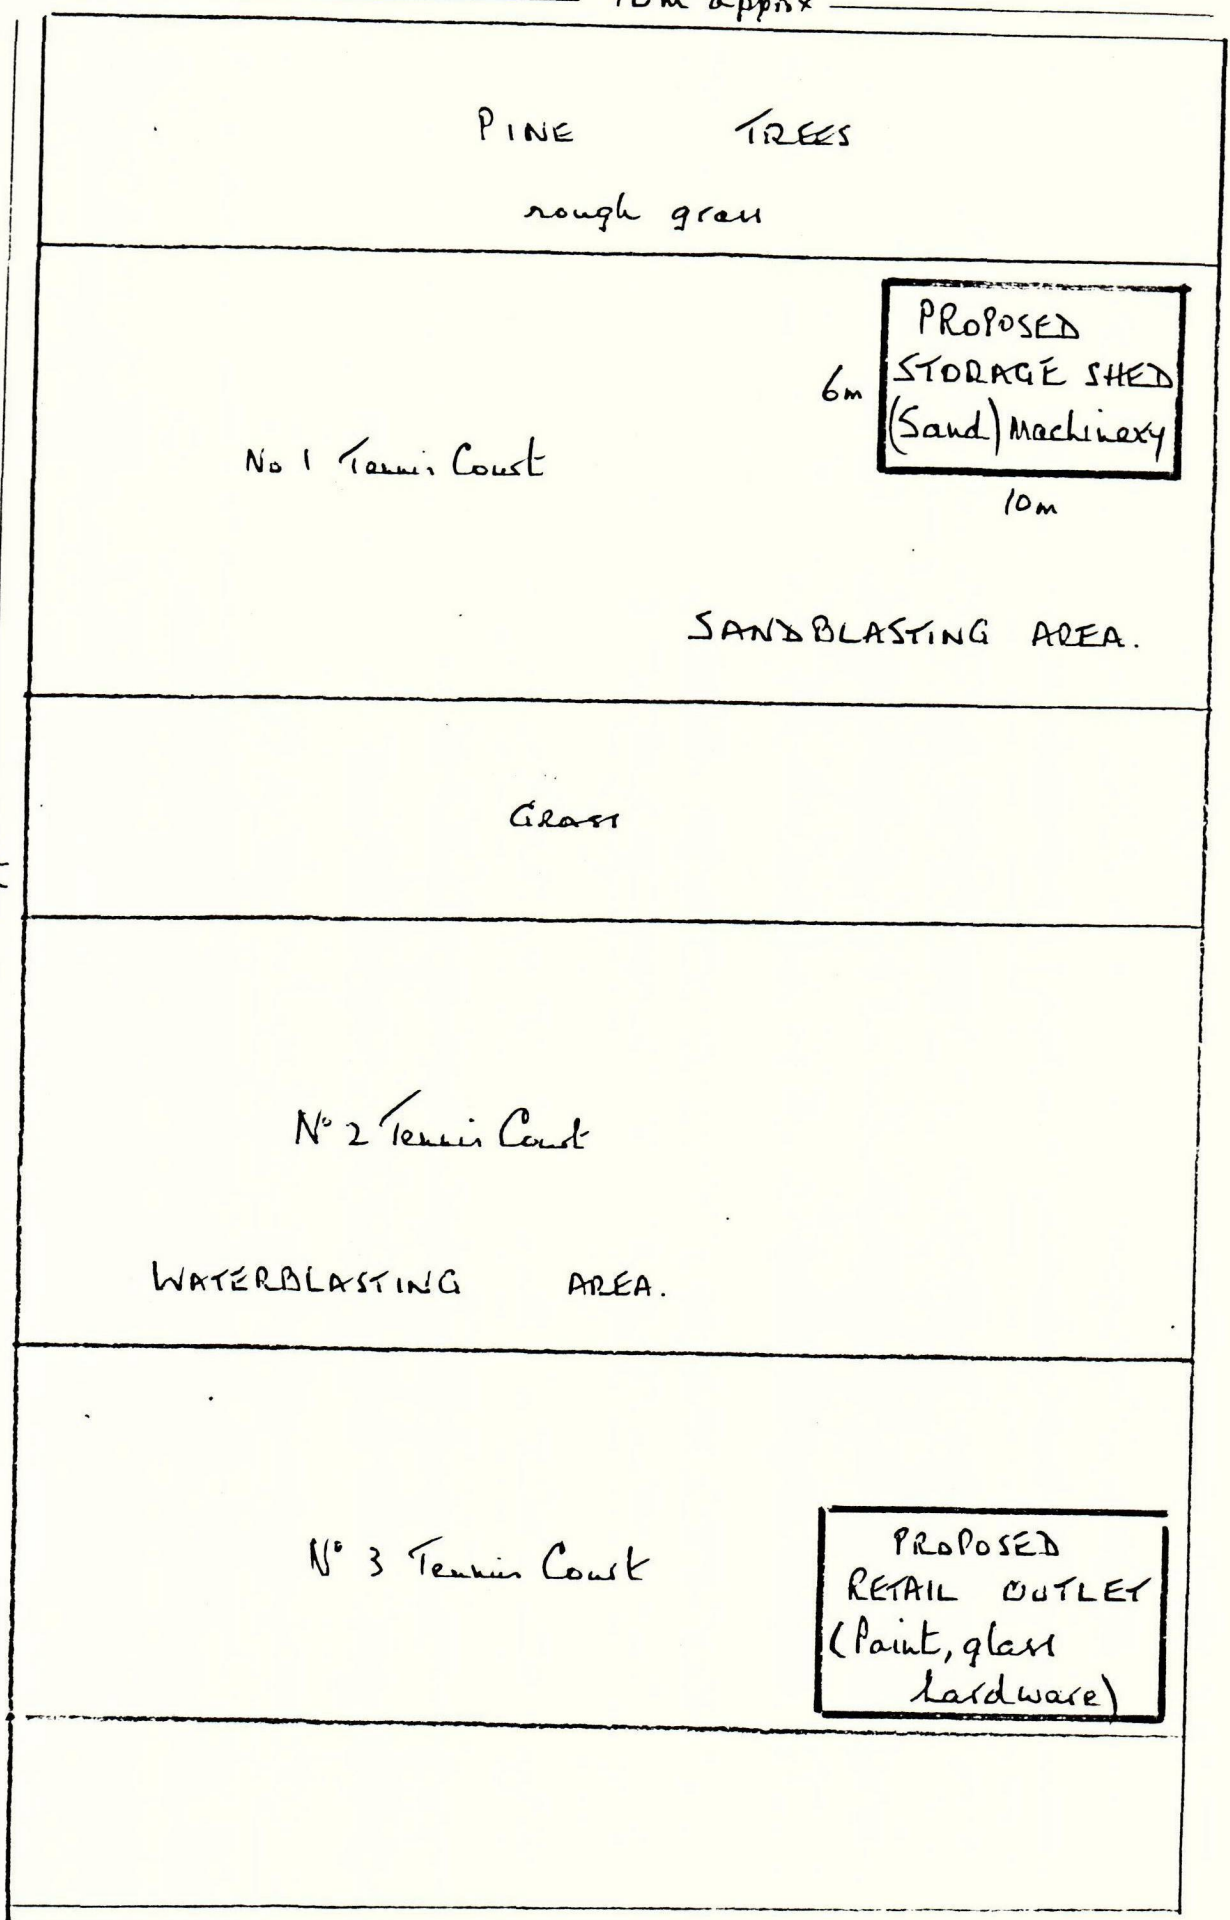 approx
PINE TREES
rough grass
PROPOSED
STORAGE SHED
(Sand) Machinery
6m
10m
No 1 Tennis Court
SANDBLASTING AREA.
GRASS
No 2 Tennis Court
WATERBLASTING AREA.
No 3 Tennis Court
PROPOSED
RETAIL OUTLET
(Paint, glass
hardware)